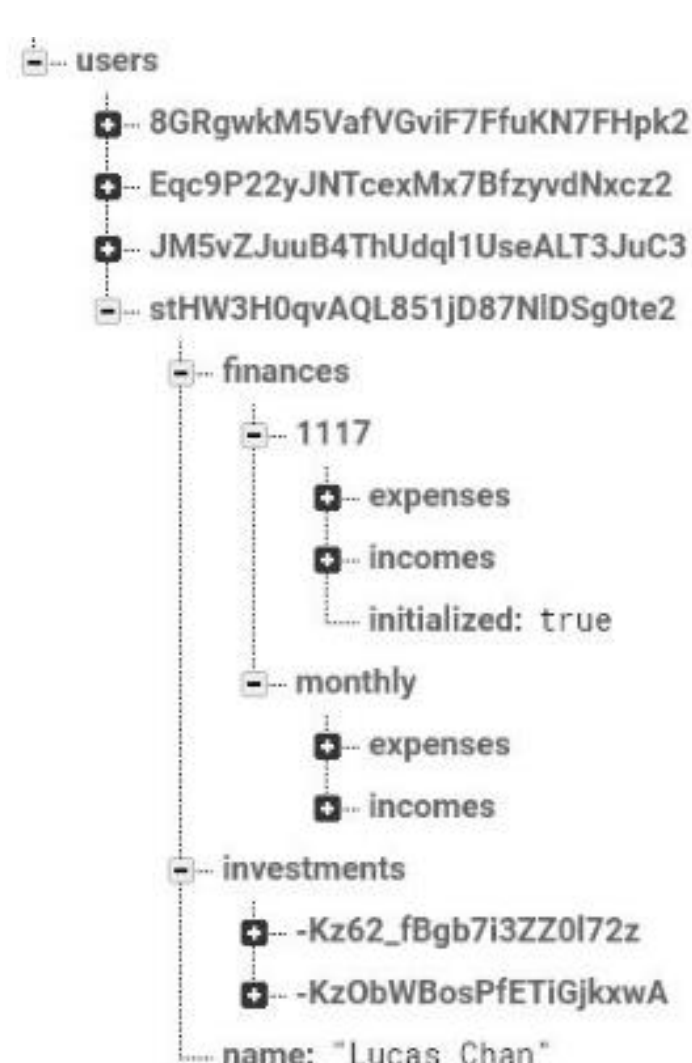 users
8GRgwkM5VafVGviF7FfuKN7FHpk2
Eqc9P22yJNTcexMx7BfzyvdNxcz2
JM5vZJuuB4ThUdql1UseALT3JuC3
stHW3H0qvAQL851jD87NlDSg0te2
finances
1117
expenses
incomes
initialized: true
monthly
expenses
incomes
investments
-Kz62_fBgb7i3ZZ0l72z
-KzObWBosPfETiGjkxwA
name: "Lucas Chan"